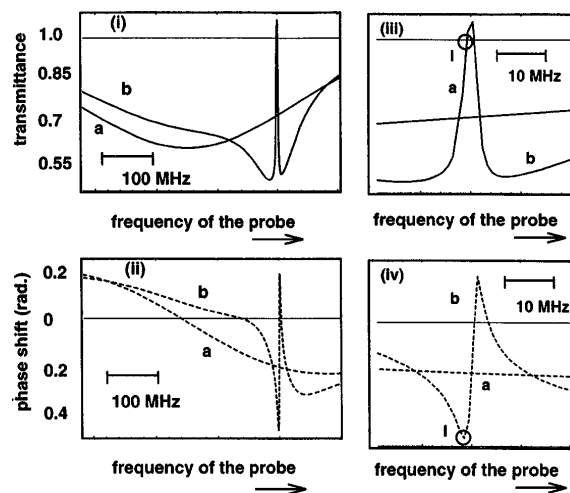 (i)
transmittance
1.0
0.85
0.7
0.55
b
a
100 MHz
frequency of the probe
(iii)
I
a
10 MHz
b
frequency of the probe
(ii)
phase shift (rad.)
0.2
0
0.2
0.4
b
a
100 MHz
frequency of the probe
(iv)
10 MHz
b
a
I
frequency of the probe